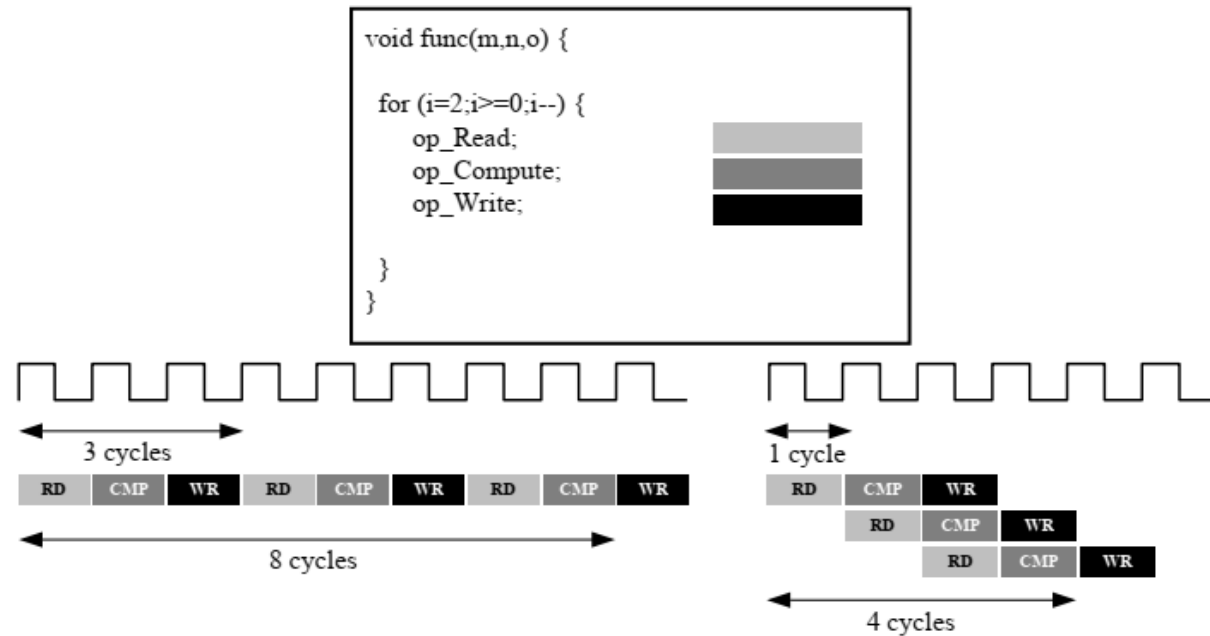 void func(m,n,o) {
for (i=2;i>=0;i--) {
op_Read;
op_Compute;
op_Write;
}
}
3 cycles
RD CMP WR RD CMP WR RD CMP WR
8 cycles
1 cycle
RD CMP WR
RD CMP WR
RD CMP WR
4 cycles